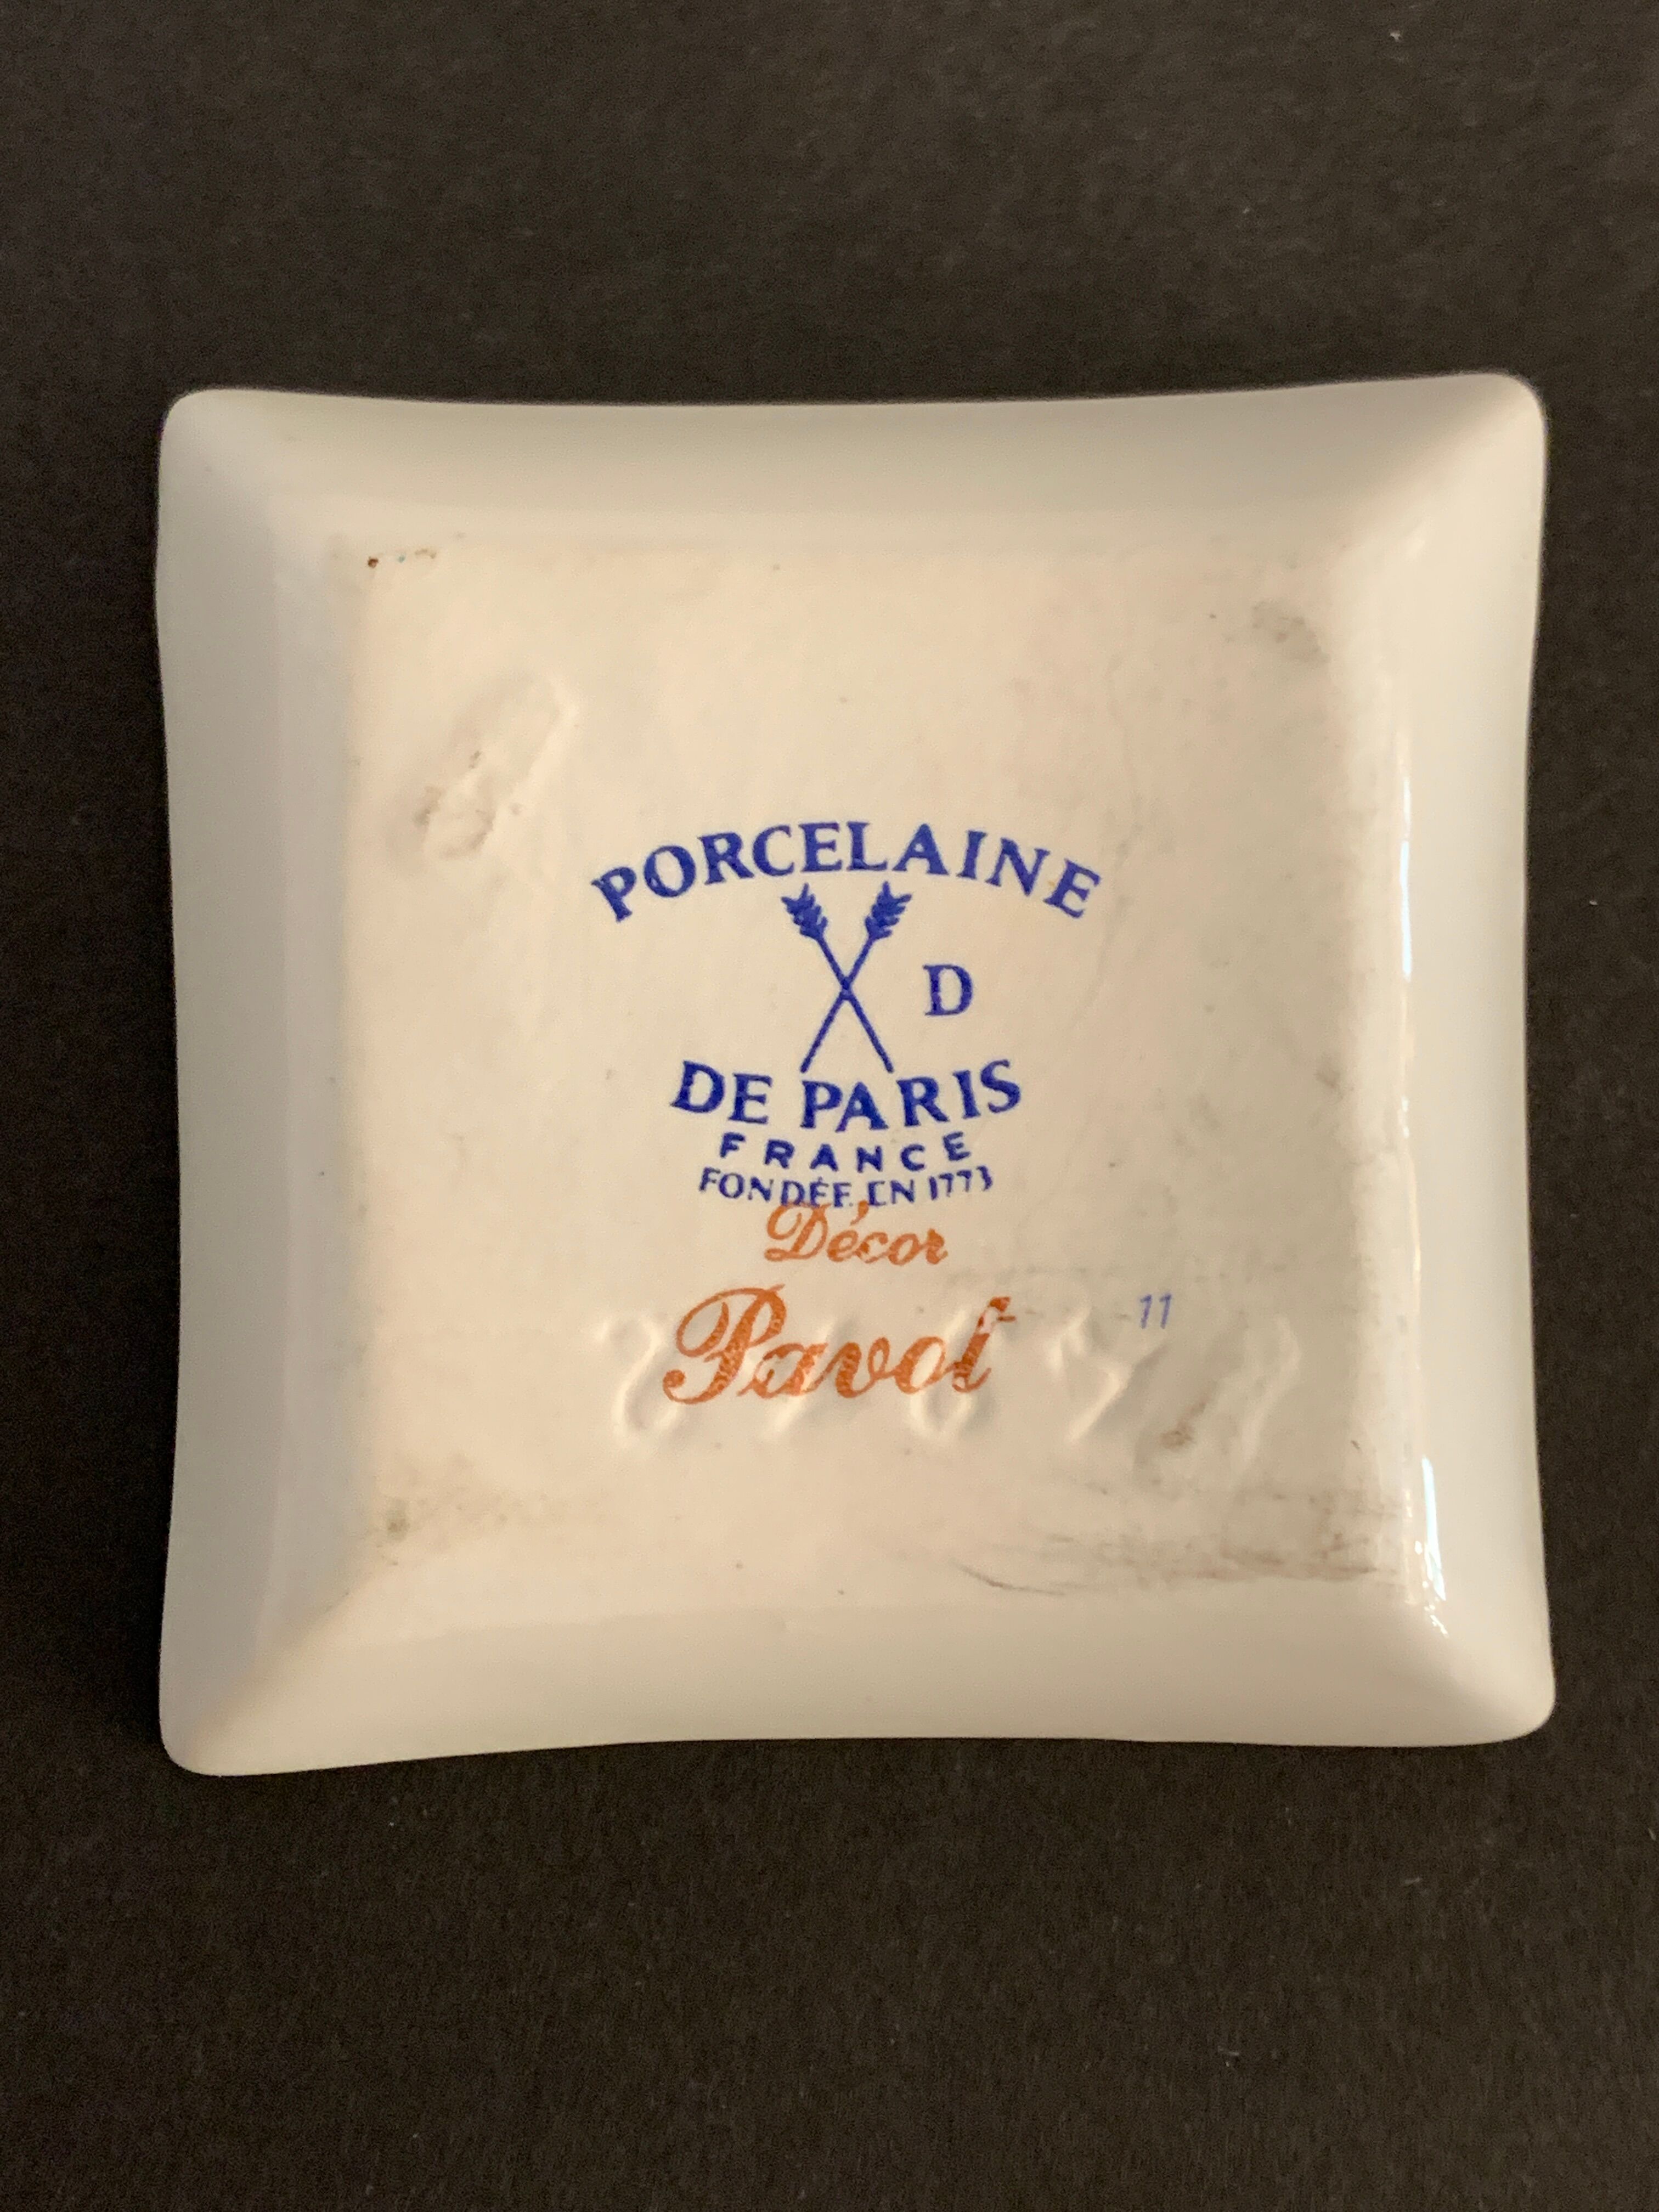 PORCELAINE
D
DE PARIS
FRANCE
FONDÉE EN 1773
Décor
Pavot
11